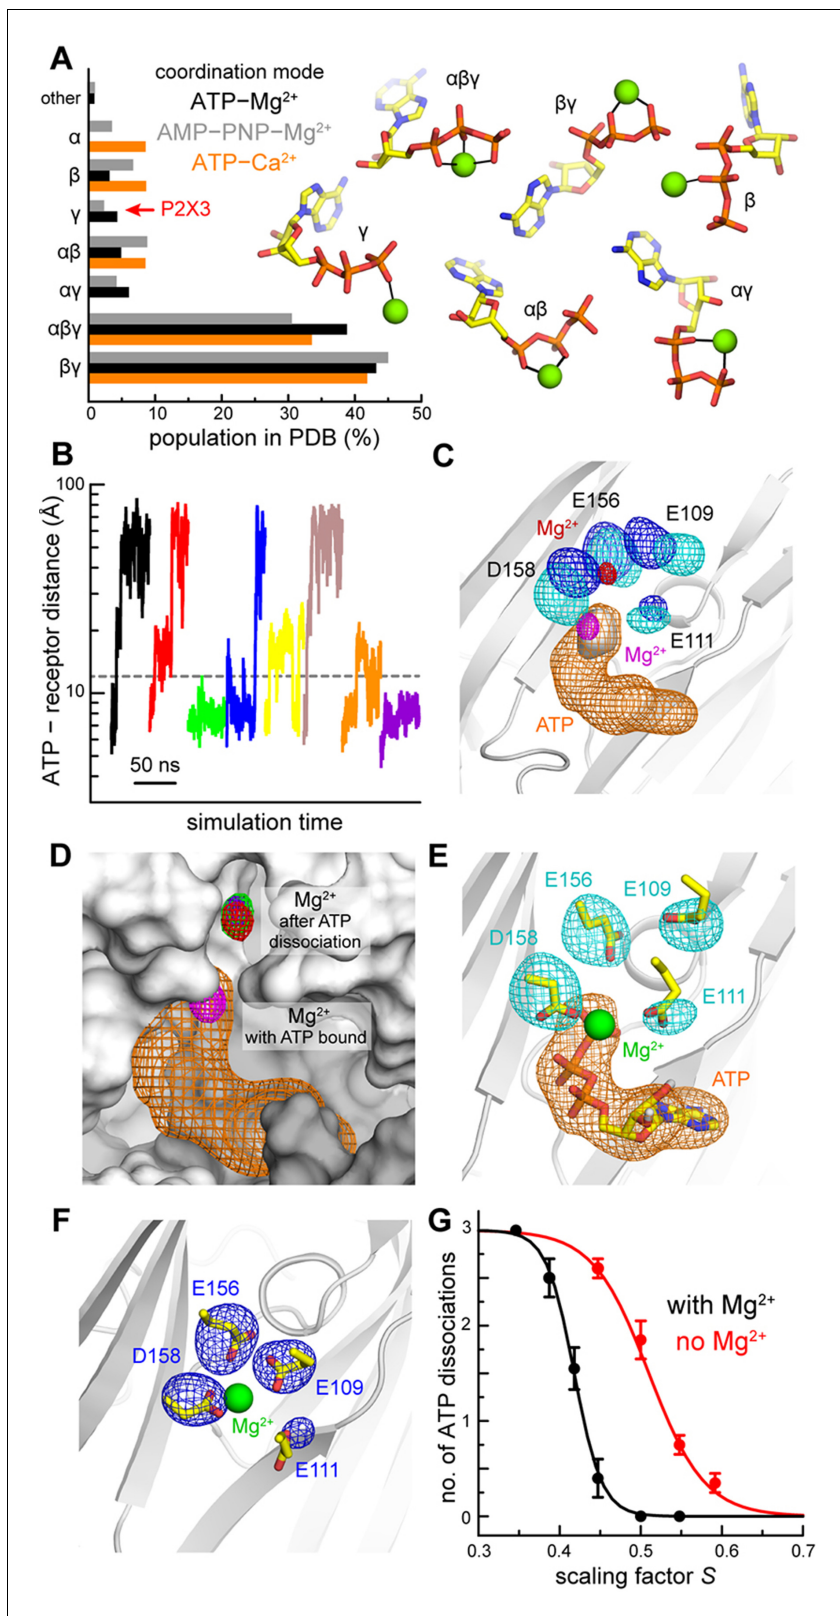 A
coordination mode
ATP–Mg²⁺
AMP–PNP–Mg²⁺
ATP–Ca²⁺
other
α
β
γ
P2X3
αβ
αγ
αβγ
βγ
0 10 20 30 40 50
population in PDB (%)
αβγ
βγ
β
γ
αβ
αγ
B
100
10
ATP – receptor distance (Å)
50 ns
simulation time
C
E156
E109
Mg²⁺
D158
E111
Mg²⁺
ATP
D
Mg²⁺
after ATP
dissociation
Mg²⁺
with ATP bound
E
E156
E109
D158
E111
Mg²⁺
ATP
F
E156
D158
E109
Mg²⁺
E111
G
3
2
1
0
no. of ATP dissociations
with Mg²⁺
no Mg²⁺
0.3 0.4 0.5 0.6 0.7
scaling factor S